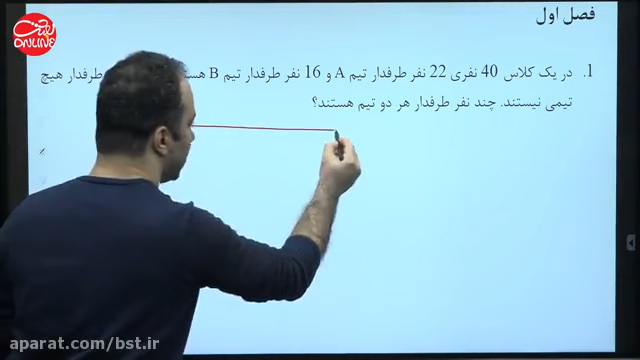 ONLINE
فصل اول
1. در یک کلاس 40 نفری 22 نفر طرفدار تیم A و 16 نفر طرفدار تیم B طرفدار هیچ
تیمی نیستند. چند نفر طرفدار هر دو تیم هستند؟
aparat.com/bst.ir